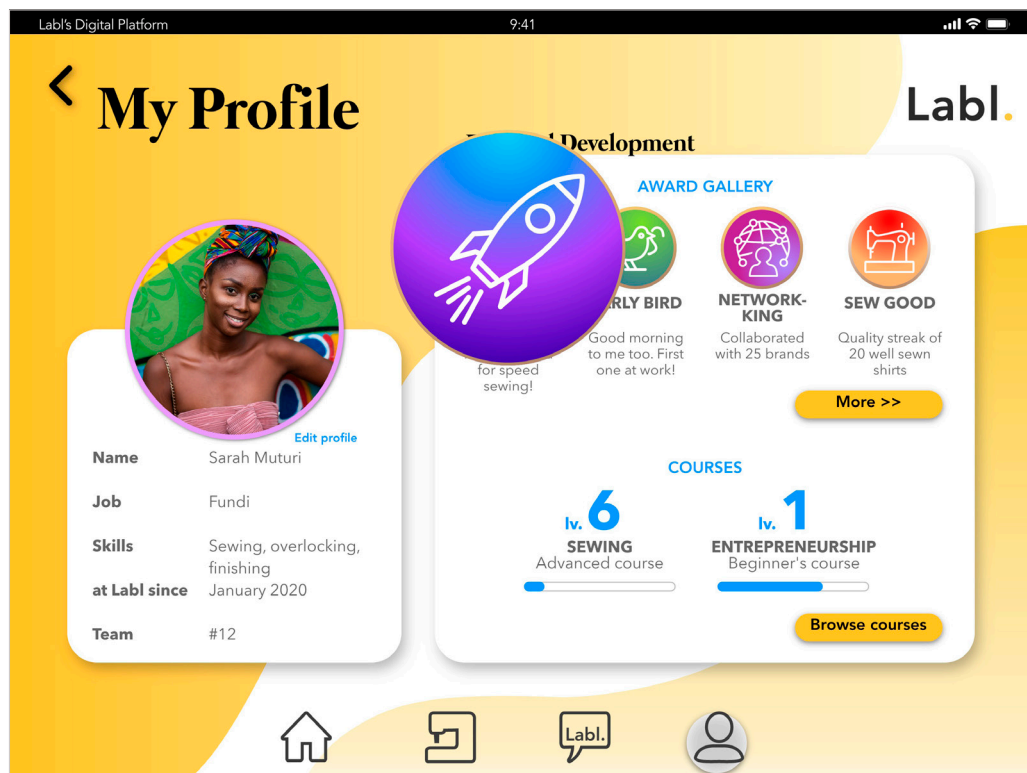 Labl's Digital Platform
9:41
My Profile
Labl.
Development
AWARD GALLERY
RLY BIRD
Good morning
to me too. First
one at work!
NETWORK-
KING
Collaborated
with 25 brands
SEW GOOD
Quality streak of
20 well sewn
shirts
for speed
sewing!
More >>
Edit profile
Name Sarah Muturi
Job Fundi
Skills Sewing, overlocking,
finishing
at Labl since January 2020
Team #12
COURSES
lv. 6
SEWING
Advanced course
lv. 1
ENTREPRENEURSHIP
Beginner's course
Browse courses
Labl.